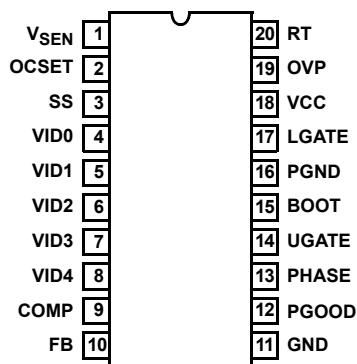 VSEN 1 20 RT
OCSET 2 19 OVP
SS 3 18 VCC
VID0 4 17 LGATE
VID1 5 16 PGND
VID2 6 15 BOOT
VID3 7 14 UGATE
VID4 8 13 PHASE
COMP 9 12 PGOOD
FB 10 11 GND